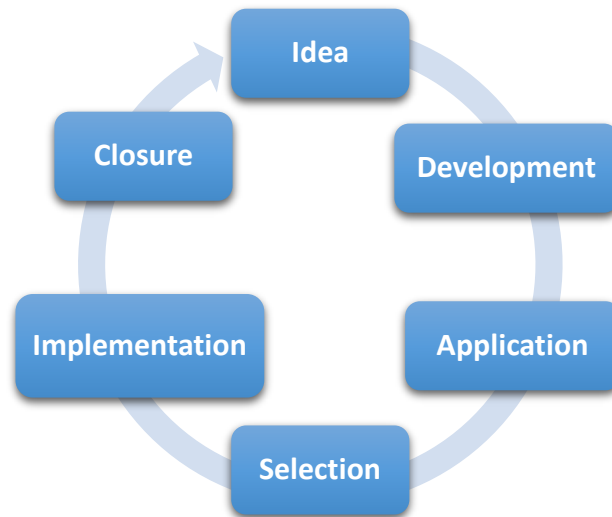 Idea
Development
Application
Selection
Implementation
Closure